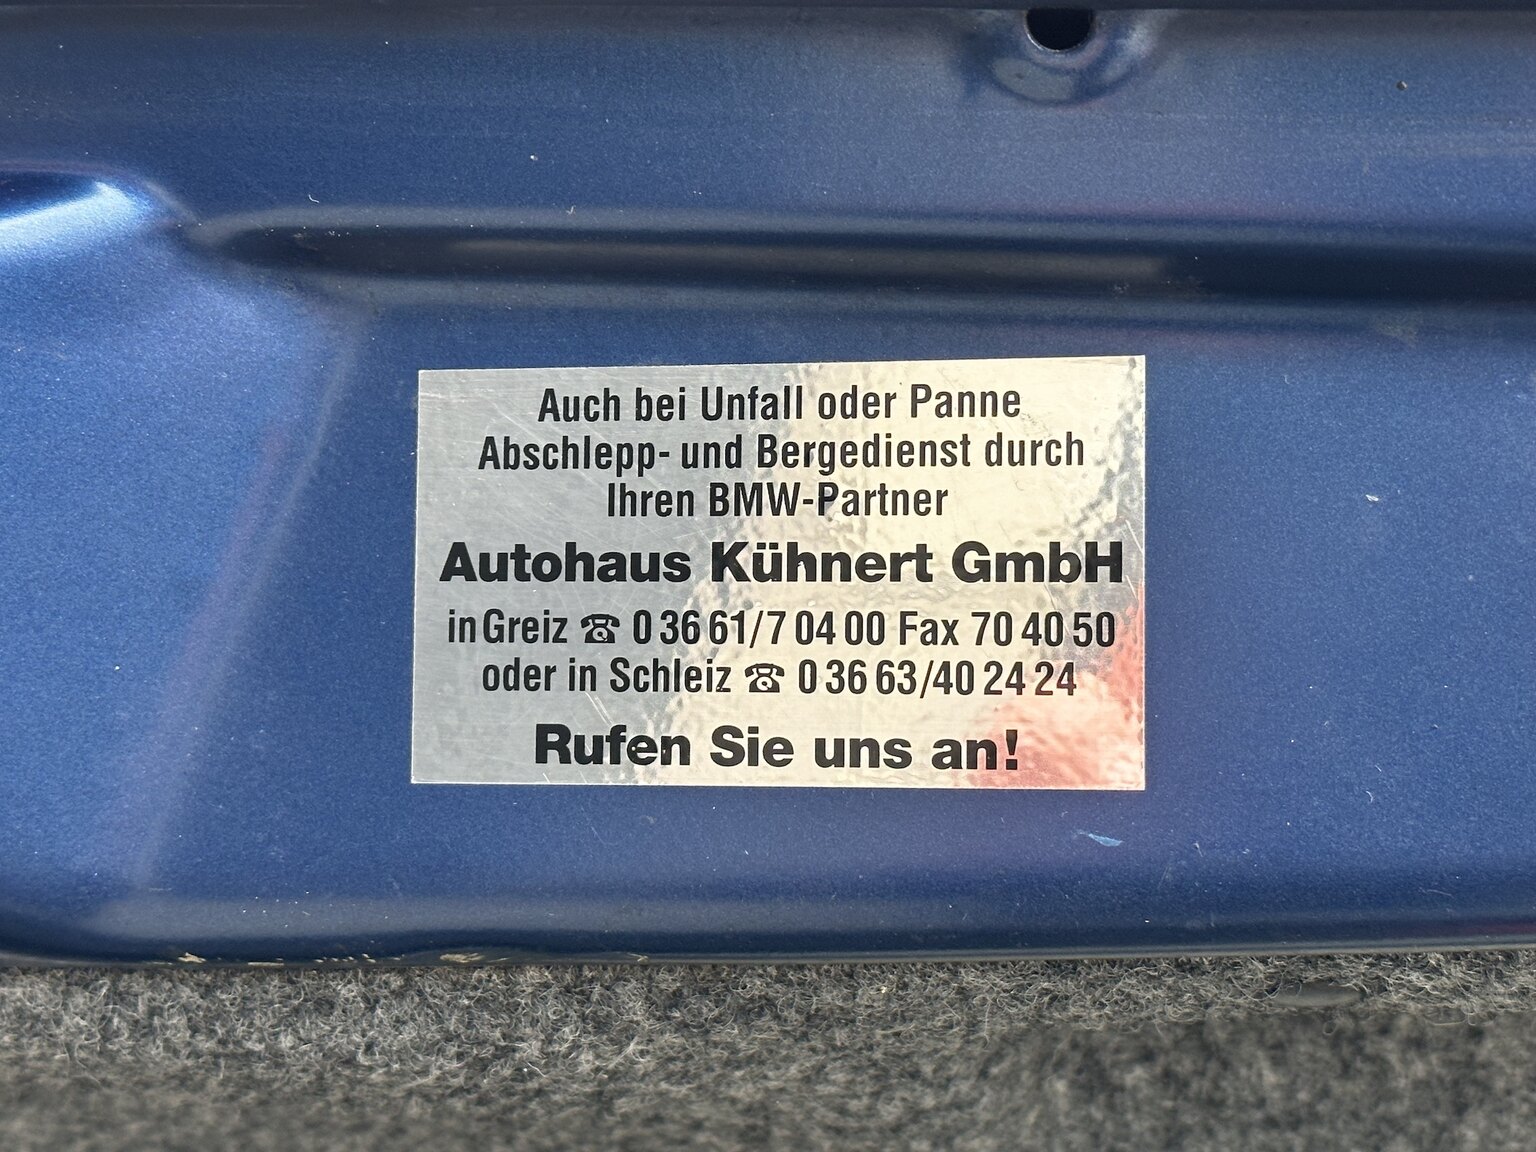 Auch bei Unfall oder Panne
Abschlepp- und Bergedienst durch
Ihren BMW-Partner
Autohaus Kühnert GmbH
in Greiz ☎ 0 36 61/7 04 00 Fax 70 40 50
oder in Schleiz ☎ 0 36 63/40 24 24
Rufen Sie uns an!